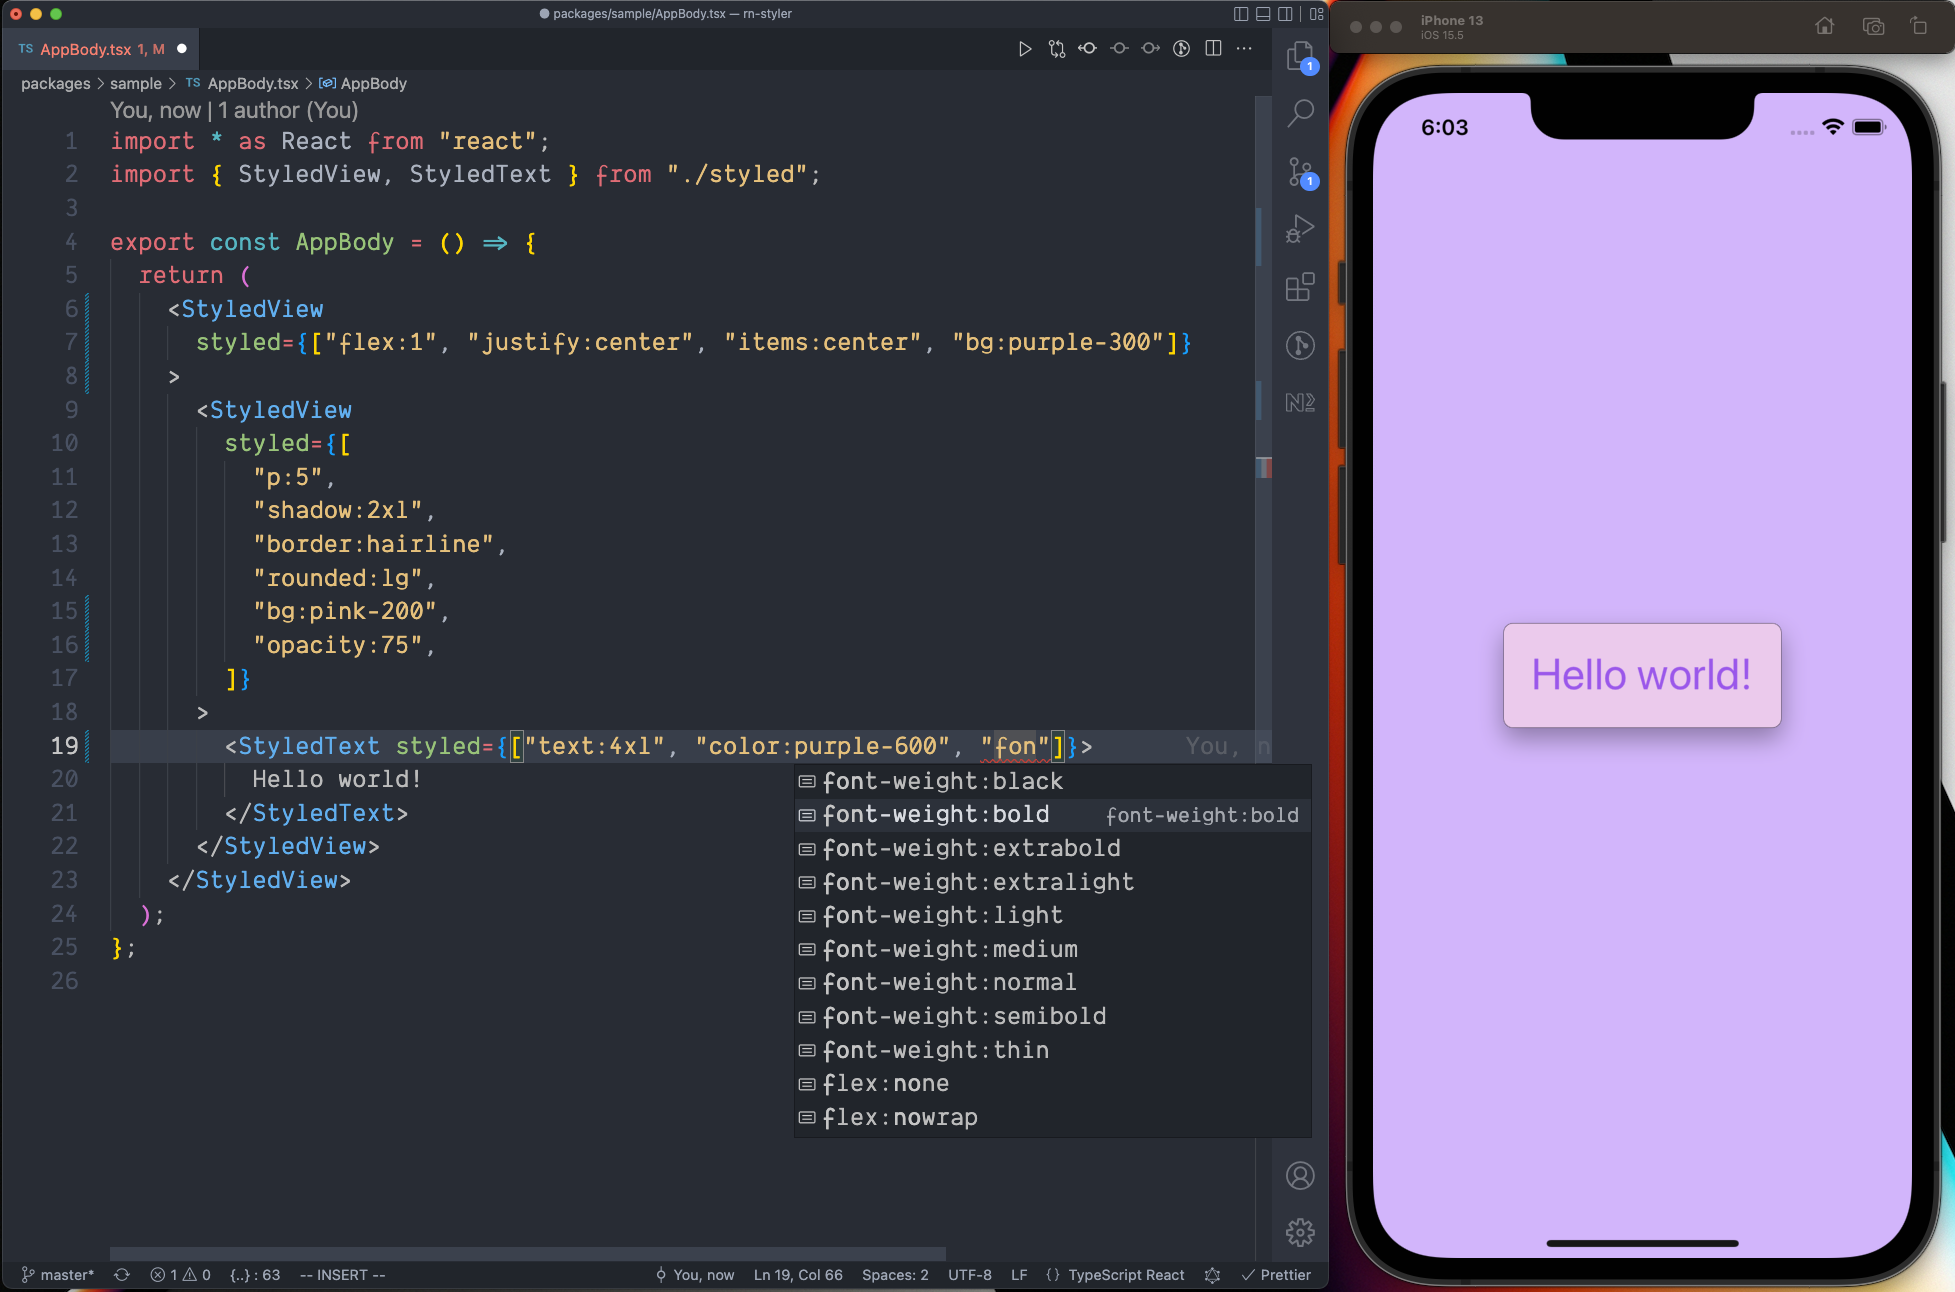 packages/sample/AppBody.tsx — rn-styler
TS AppBody.tsx 1, M
packages > sample > TS AppBody.tsx > AppBody
You, now | 1 author (You)
1 import * as React from "react";
2 import { StyledView, StyledText } from "./styled";
3
4 export const AppBody = () => {
5 return (
6 <StyledView
7 styled={["flex:1", "justify:center", "items:center", "bg:purple-300"]}
8 >
9 <StyledView
10 styled={[
11 "p:5",
12 "shadow:2xl",
13 "border:hairline",
14 "rounded:lg",
15 "bg:pink-200",
16 "opacity:75",
17 ]}
18 >
19 <StyledText styled={["text:4xl", "color:purple-600", "fon"]}> You, n
20 Hello world!
21 </StyledText>
22 </StyledView>
23 </StyledView>
24 );
25 };
26
font-weight:black
font-weight:bold font-weight:bold
font-weight:extrabold
font-weight:extralight
font-weight:light
font-weight:medium
font-weight:normal
font-weight:semibold
font-weight:thin
flex:none
flex:nowrap
1
1
master* 1 0 {..} : 63 -- INSERT -- You, now Ln 19, Col 66 Spaces: 2 UTF-8 LF {} TypeScript React Prettier
iPhone 13
iOS 15.5
6:03
Hello world!